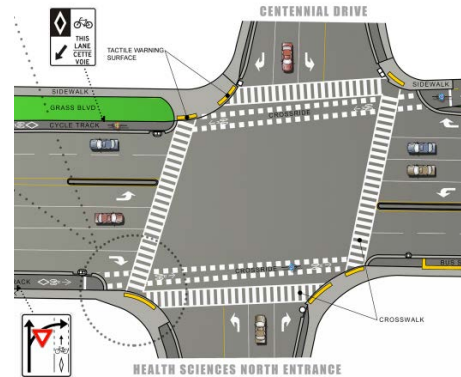 CENTENNIAL DRIVE
THIS
LANE
CETTE
VOIE
TACTILE WARNING
SURFACE
SIDEWALK
SIDEWALK
GRASS BLVD
CYCLE TRACK
CROSSRIDE
CROSSRIDE
BUS
CROSSWALK
HEALTH SCIENCES NORTH ENTRANCE